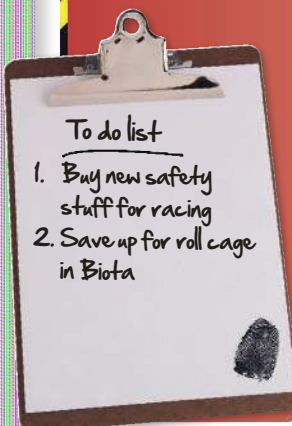 To do list
1. Buy new safety
stuff for racing
2. Save up for roll cage
in Biota